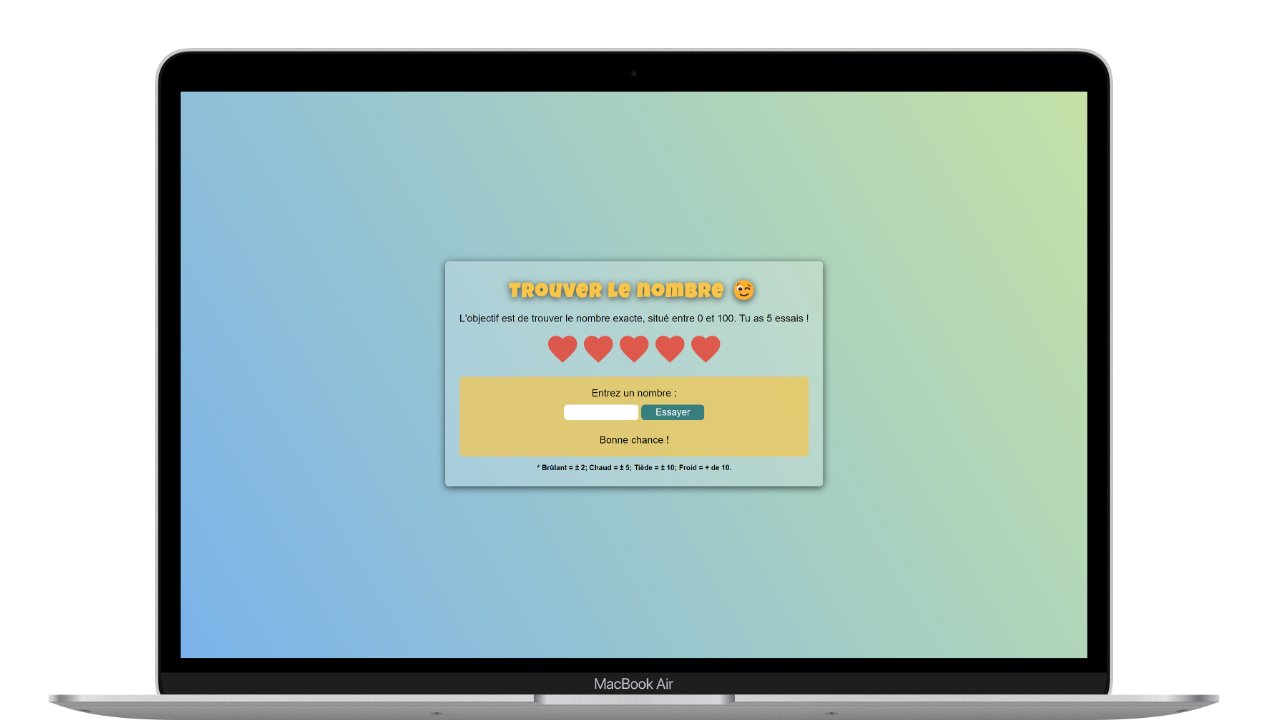 Trouver le nombre 😉
L'objectif est de trouver le nombre exacte, situé entre 0 et 100. Tu as 5 essais !
Entrez un nombre :
Essayer
Bonne chance !
* Brûlant = ± 2; Chaud = ± 5; Tiède = ± 10; Froid = + de 10.
MacBook Air